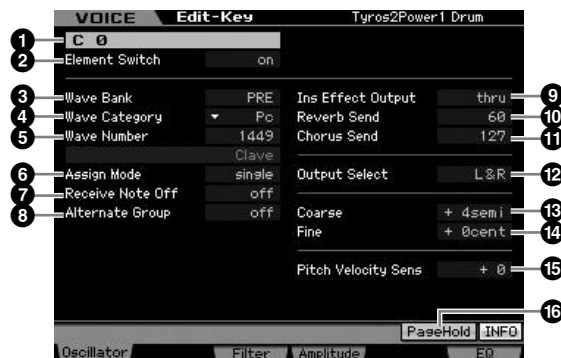 VOICE Edit-Key Tyros2Power1 Drum
1 C 0
2 Element Switch on
3 Wave Bank PRE Ins Effect Output thru 9
4 Wave Category Pc Reverb Send 60 10
5 Wave Number 1449 Chorus Send 127 11
Clave
6 Assign Mode single Output Select L&R 12
7 Receive Note Off off
8 Alternate Group off Coarse + 4semi 13
Fine + 0cent 14
Pitch Velocity Sens + 0 15
16
PageHold INFO
Oscillator Filter Amplitude EQ